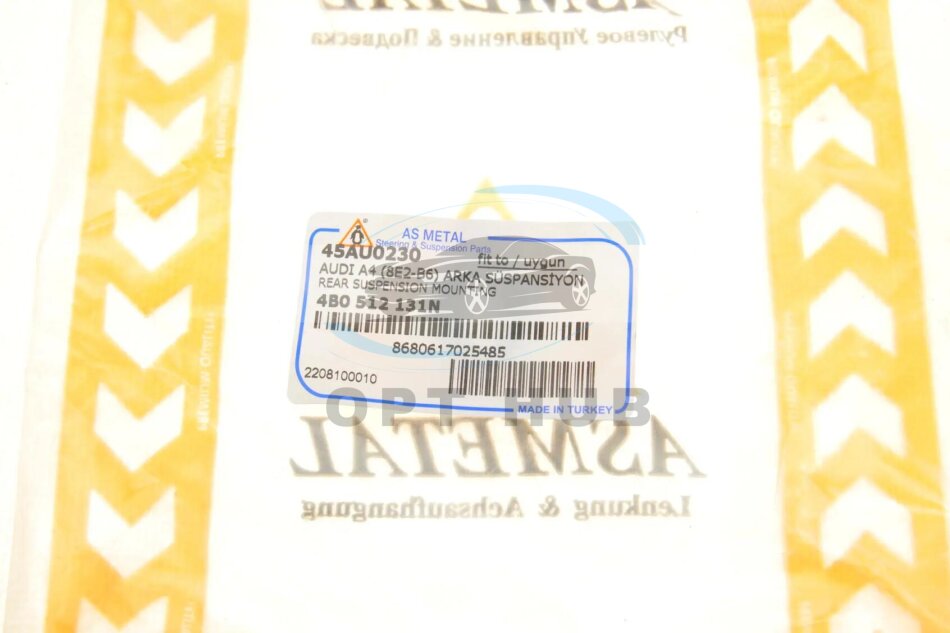 ASMETAL
Рулевое Управление & Подвеска
AS METAL
Steering & Suspension Parts
45AU0230 fit to / uygun
AUDI A4 (8E2-B6) ARKA SÜSPANSİYON
REAR SUSPENSION MOUNTING
4B0 512 131N
8680617025485
2208100010
MADE IN TURKEY
OPT HUB
ASMETAL
Lenkung & Achsaufhangung